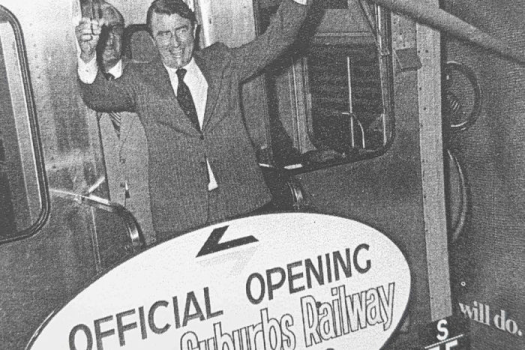 OFFICIAL OPENING
Suburbs Railway
will do.
S